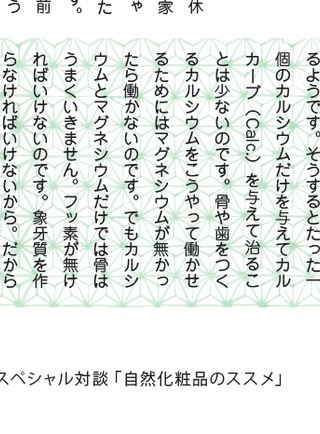 休
家
や
た
す。
前
う
るようです。そうするとたった一
個のカルシウムだけを与えてカル
カーブ（Calc.）を与えて治るこ
とは少ないのです。骨や歯をつく
るカルシウムをこうやって働かせ
るためにはマグネシウムが無かっ
たら働かないのです。でもカルシ
ウムとマグネシウムだけでは骨は
うまくいきません。フッ素が無け
ればいけないのです。象牙質を作
らなければいけないから。だから
スペシャル対談「自然化粧品のススメ」